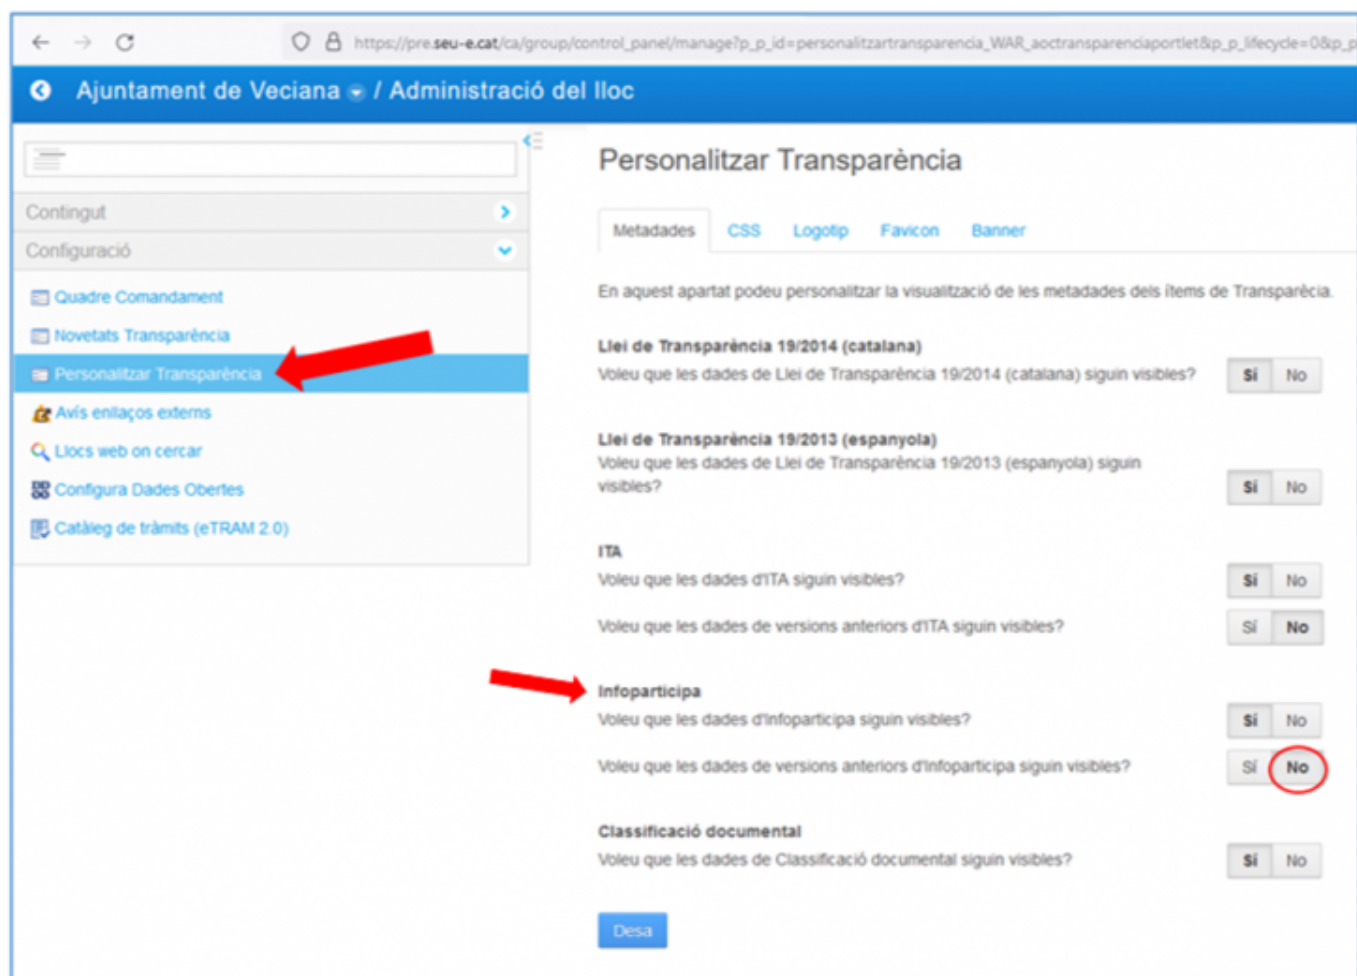 https://pre.seu-e.cat/ca/group/control_panel/manage?p_p_id=personalitzartransparencia_WAR_aoctransparenciaportlet&p_p_lifecycle=0&p_p
Ajuntament de Veciana / Administració del lloc
Contingut
Configuració
Quadre Comandament
Novetats Transparència
Personalitzar Transparència
Avís enllaços externs
Llocs web on cercar
Configura Dades Obertes
Catàleg de tràmits (eTRAM 2.0)
Personalitzar Transparència
Metadades CSS Logotip Favicon Banner
En aquest apartat podeu personalitzar la visualització de les metadades dels ítems de Transparècia.
Llei de Transparència 19/2014 (catalana)
Voleu que les dades de Llei de Transparència 19/2014 (catalana) siguin visibles? Sí No
Llei de Transparència 19/2013 (espanyola)
Voleu que les dades de Llei de Transparència 19/2013 (espanyola) siguin
visibles? Sí No
ITA
Voleu que les dades d'ITA siguin visibles? Sí No
Voleu que les dades de versions anteriors d'ITA siguin visibles? Sí No
Infoparticipa
Voleu que les dades d'Infoparticipa siguin visibles? Sí No
Voleu que les dades de versions anteriors d'Infoparticipa siguin visibles? Sí No
Classificació documental
Voleu que les dades de Classificació documental siguin visibles? Sí No
Desa